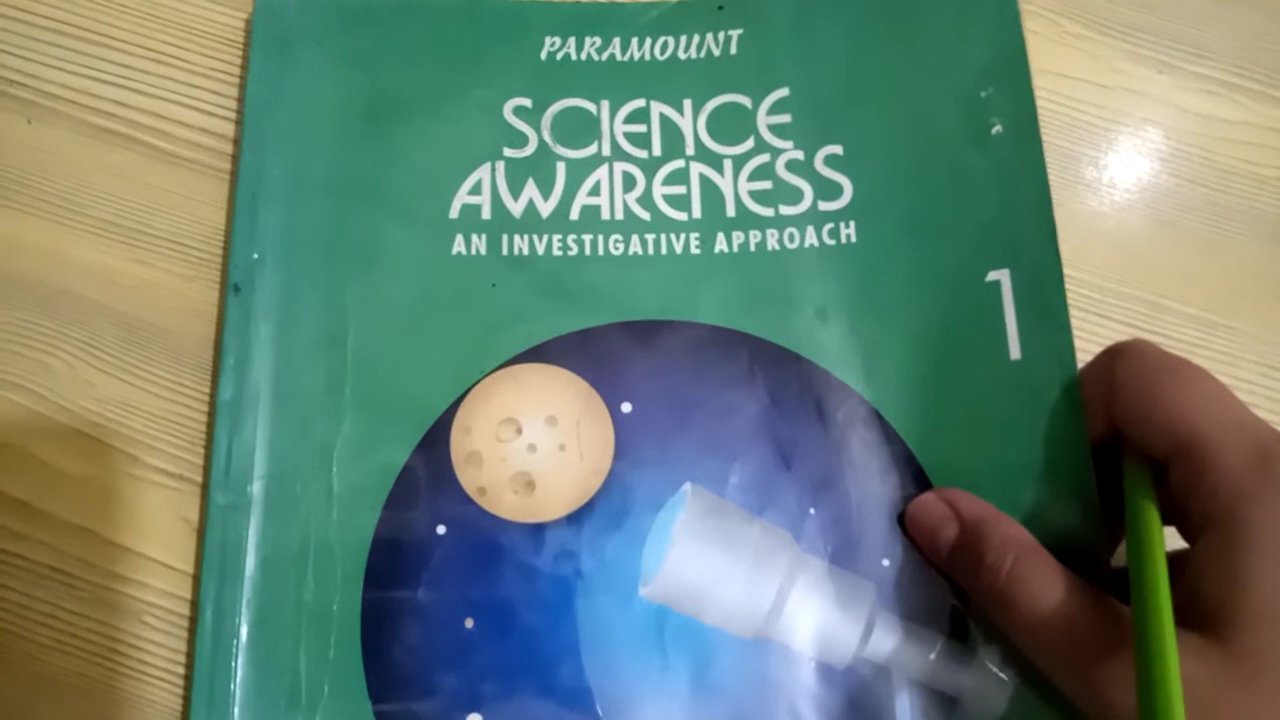 PARAMOUNT
SCIENCE
AWARENESS
AN INVESTIGATIVE APPROACH
1